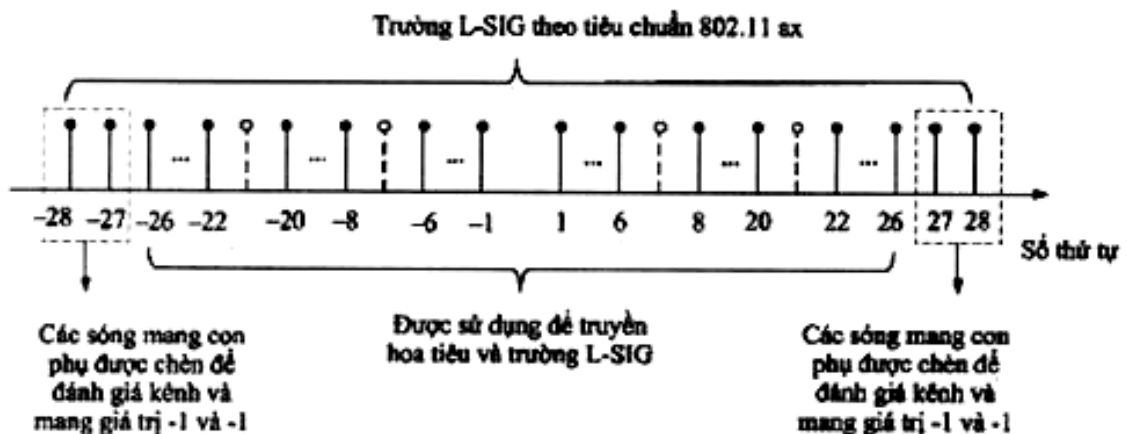 Trường L-SIG theo tiêu chuẩn 802.11 ax
... ... ... ... ... ...
-28 -27 -26 -22 -20 -8 -6 -1 1 6 8 20 22 26 27 28
Số thứ tự
Các sóng mang con
phụ được chèn để
đánh giá kênh và
mang giá trị -1 và -1
Được sử dụng để truyền
hoa tiêu và trường L-SIG
Các sóng mang con
phụ được chèn để
đánh giá kênh và
mang giá trị -1 và -1